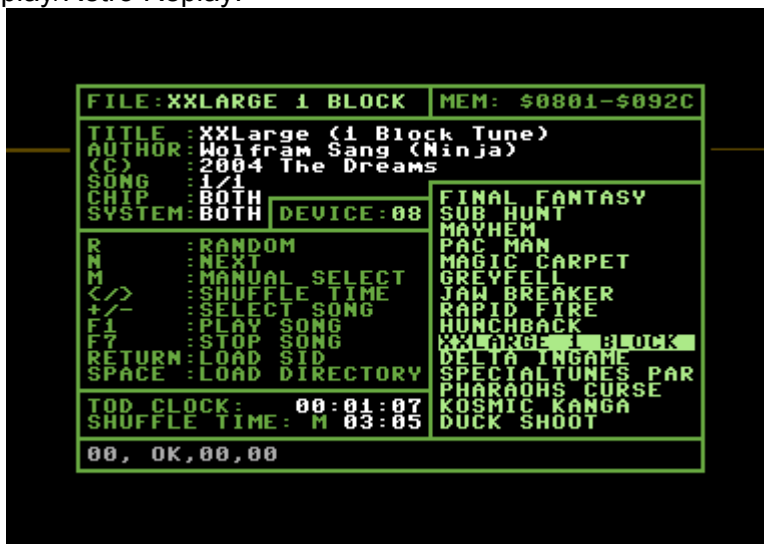 play/Retro Replay.
FILE:XXLARGE 1 BLOCK
MEM: $0801-$092C
TITLE :XXLarge (1 Block Tune)
AUTHOR:Wolfram Sang (Ninja)
(C) :2004 The Dreams
SONG :1/1
CHIP :BOTH
SYSTEM:BOTH
DEVICE:08
R :RANDOM
N :NEXT
M :MANUAL SELECT
</> :SHUFFLE TIME
+/- :SELECT SONG
F1 :PLAY SONG
F7 :STOP SONG
RETURN:LOAD SID
SPACE :LOAD DIRECTORY
TOD CLOCK: 00:01:07
SHUFFLE TIME: M 03:05
FINAL FANTASY
SUB HUNT
MAYHEM
PAC MAN
MAGIC CARPET
GREYFELL
JAW BREAKER
RAPID FIRE
HUNCHBACK
XXLARGE 1 BLOCK
DELTA INGAME
SPECIALTUNES PAR
PHARAOHS CURSE
KOSMIC KANGA
DUCK SHOOT
00, OK,00,00